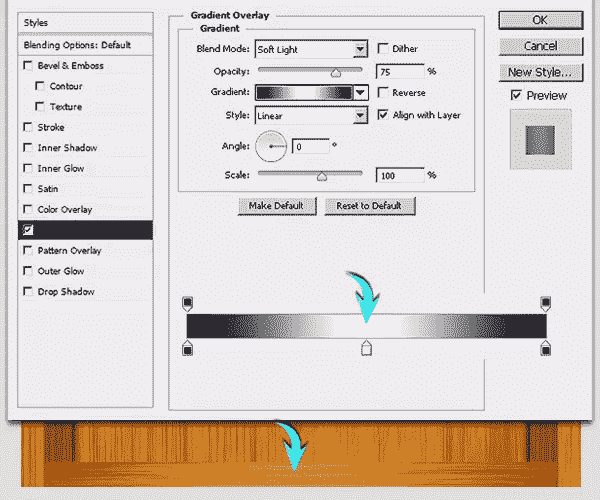 Styles
Blending Options: Default
Bevel & Emboss
Contour
Texture
Stroke
Inner Shadow
Inner Glow
Satin
Color Overlay
Pattern Overlay
Outer Glow
Drop Shadow
Gradient Overlay
Gradient
Blend Mode: Soft Light Dither
Opacity: 75 %
Gradient: Reverse
Style: Linear Align with Layer
Angle: 0 °
Scale: 100 %
Make Default Reset to Default
OK
Cancel
New Style...
Preview